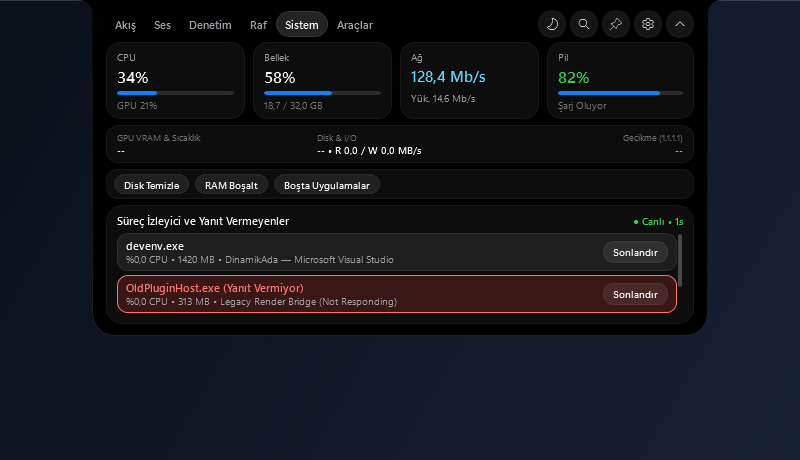 Akış Ses Denetim Raf Sistem Araçlar
CPU
34%
GPU 21%
Bellek
58%
18,7 / 32,0 GB
Ağ
128,4 Mb/s
Yük. 14,6 Mb/s
Pil
82%
Şarj Oluyor
GPU VRAM & Sıcaklık
--
Disk & I/O
-- • R 0,0 / W 0,0 MB/s
Gecikme (1.1.1.1)
--
Disk Temizle RAM Boşalt Boşta Uygulamalar
Süreç İzleyici ve Yanıt Vermeyenler
● Canlı • 1s
devenv.exe
%0,0 CPU • 1420 MB • DinamikAda — Microsoft Visual Studio
Sonlandır
OldPluginHost.exe (Yanıt Vermiyor)
%0,0 CPU • 313 MB • Legacy Render Bridge (Not Responding)
Sonlandır